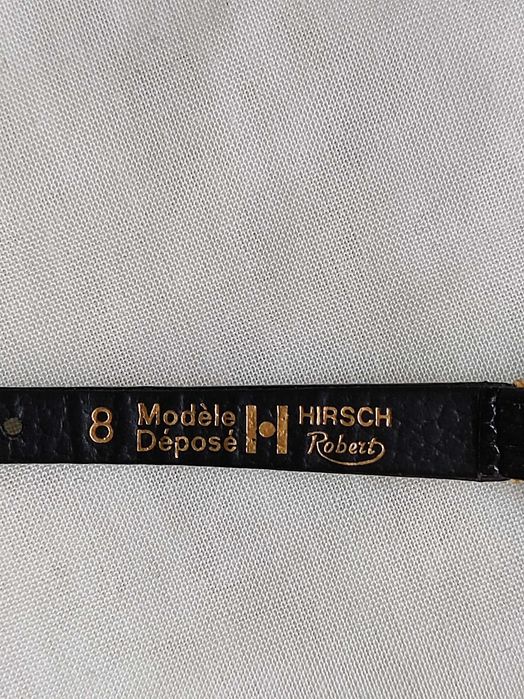 8
Modèle
Déposé
H
HIRSCH
Robert